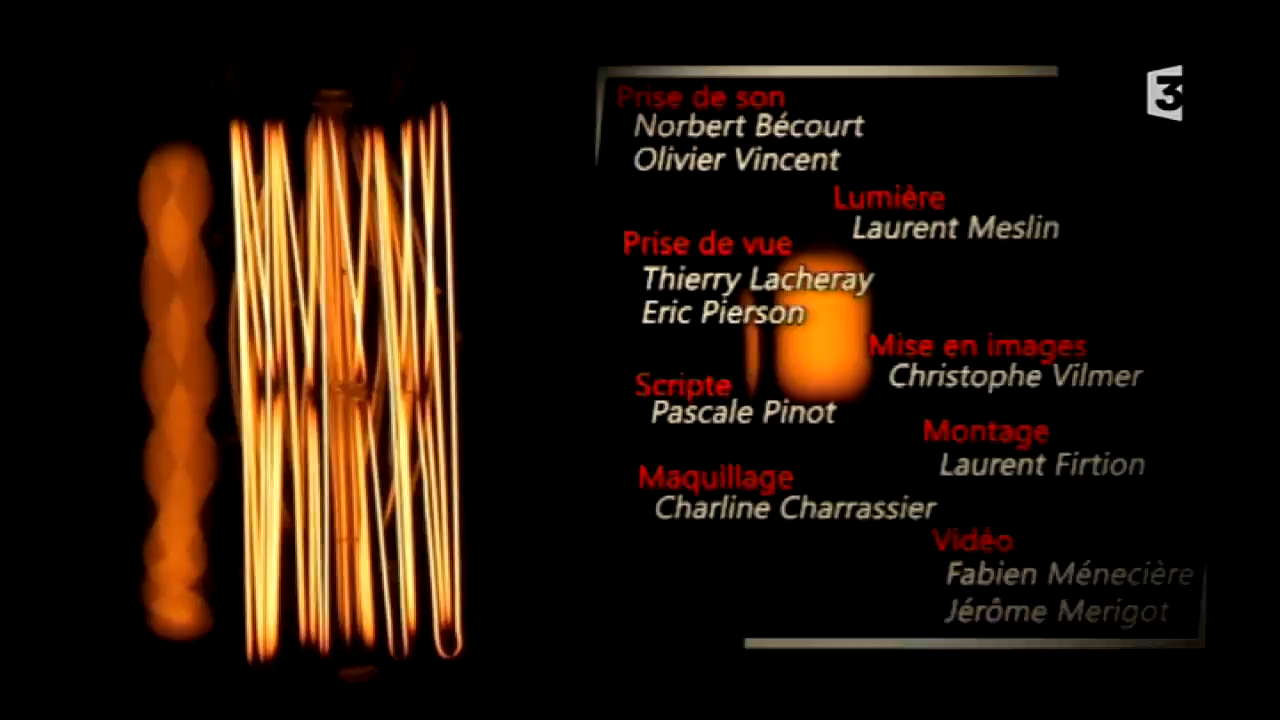 3
Prise de son
Norbert Bécourt
Olivier Vincent
Lumière
Laurent Meslin
Prise de vue
Thierry Lacheray
Eric Pierson
Mise en images
Christophe Vilmer
Scripte
Pascale Pinot
Montage
Laurent Firtion
Maquillage
Charline Charrassier
Vidéo
Fabien Ménecière
Jérôme Merigot